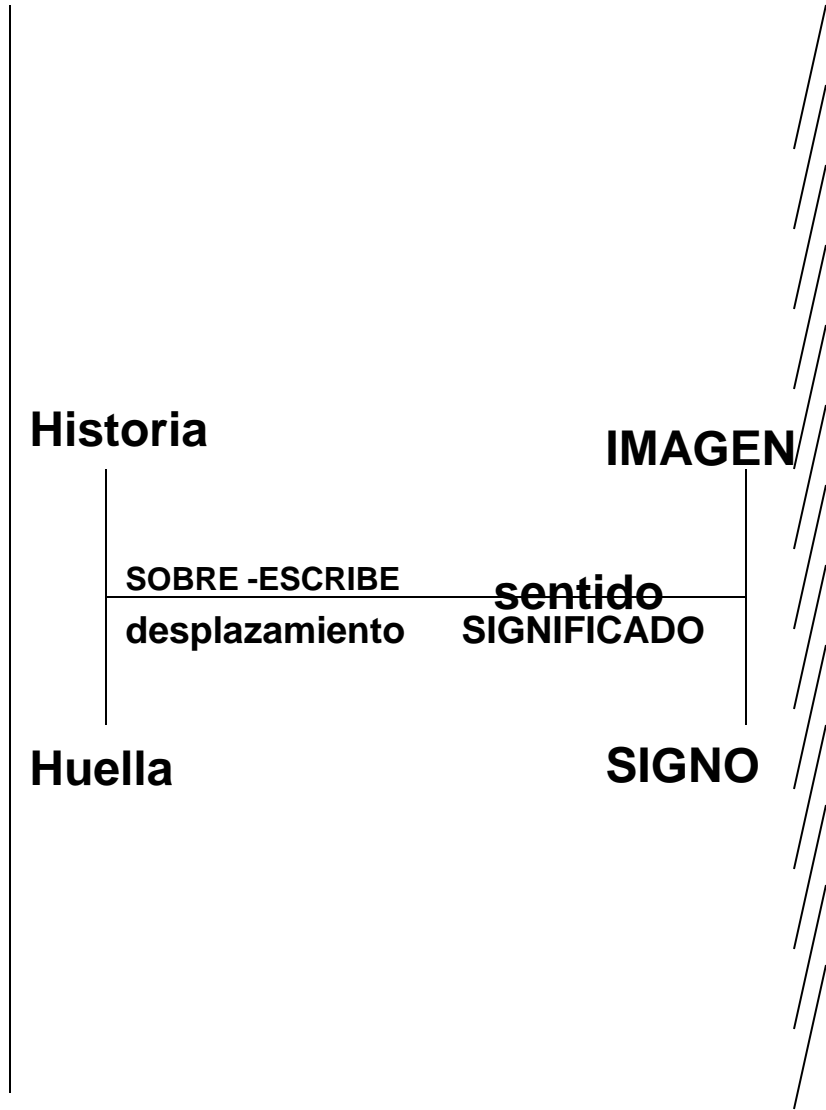 Historia
IMAGEN
SOBRE -ESCRIBE
sentido
desplazamiento
SIGNIFICADO
Huella
SIGNO